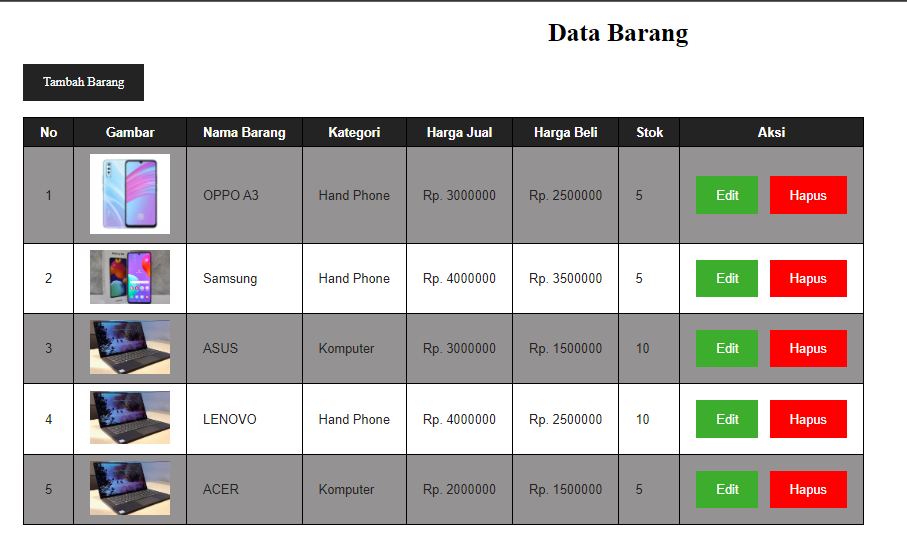 Data Barang
Tambah Barang
No Gambar Nama Barang Kategori Harga Jual Harga Beli Stok Aksi
1 OPPO A3 Hand Phone Rp. 3000000 Rp. 2500000 5 Edit Hapus
2 Samsung Hand Phone Rp. 4000000 Rp. 3500000 5 Edit Hapus
3 ASUS Komputer Rp. 3000000 Rp. 1500000 10 Edit Hapus
4 LENOVO Hand Phone Rp. 4000000 Rp. 2500000 10 Edit Hapus
5 ACER Komputer Rp. 2000000 Rp. 1500000 5 Edit Hapus